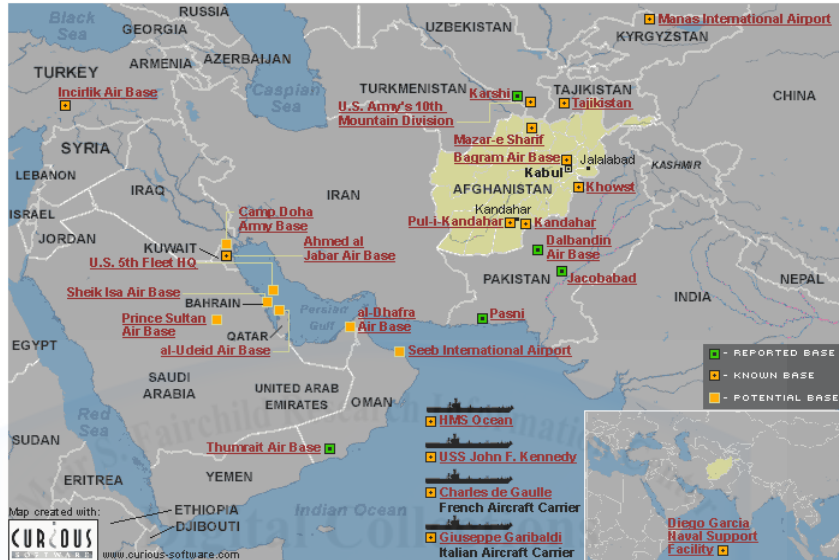 Black
Sea
RUSSIA
GEORGIA
ARMENIA
AZERBAIJAN
Caspian
Sea
UZBEKISTAN
Manas International Airport
KYRGYZSTAN
TURKEY
Incirlik Air Base
TURKMENISTAN
Karshi
TAJIKISTAN
Tajikistan
CHINA
U.S. Army's 10th
Mountain Division
Mazar-e Sharif
SYRIA
Bagram Air Base
Jalalabad
Kabul
KASHMIR
LEBANON
IRAQ
IRAN
AFGHANISTAN
Khowst
ISRAEL
Camp Doha
Army Base
Kandahar
Pul-i-Kandahar
Kandahar
JORDAN
KUWAIT
Ahmed al
Jabar Air Base
U.S. 5th Fleet HQ
Dalbandin
Air Base
PAKISTAN
Jacobabad
NEPAL
Sheik Isa Air Base
BAHRAIN
INDIA
Persian
Gulf
al-Dhafra
Air Base
Pasni
Prince Sultan
Air Base
QATAR
al-Udeid Air Base
Seeb International Airport
EGYPT
- REPORTED BASE
- KNOWN BASE
- POTENTIAL BASE
SAUDI
ARABIA
UNITED ARAB
EMIRATES
OMAN
Red
Sea
HMS Ocean
SUDAN
Thumrait Air Base
USS John F. Kennedy
YEMEN
ERITREA
Charles de Gaulle
French Aircraft Carrier
Indian Ocean
ETHIOPIA
DJIBOUTI
Giuseppe Garibaldi
Italian Aircraft Carrier
Diego Garcia
Naval Support
Facility
Map created with:
CURIOUS
SOFTWARE
www.curious-software.com